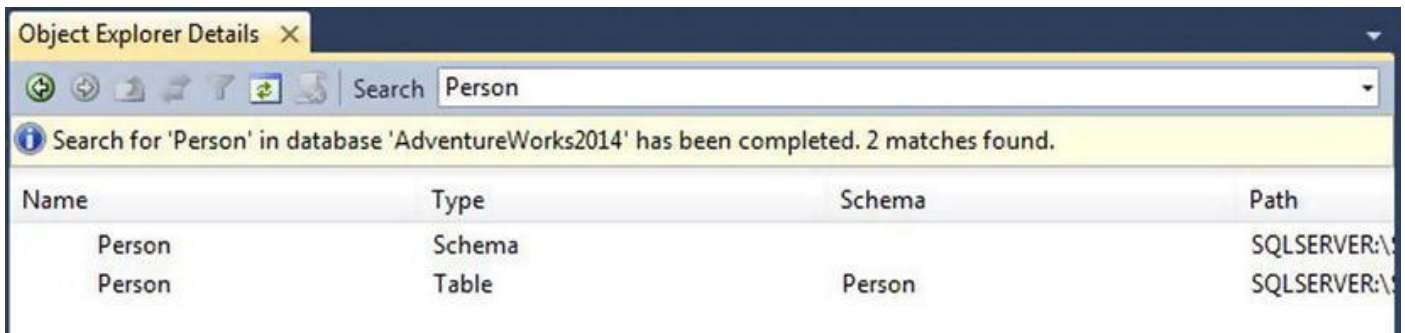 Object Explorer Details
Search Person
Search for 'Person' in database 'AdventureWorks2014' has been completed. 2 matches found.
Name Type Schema Path
Person Schema SQLSERVER:\
Person Table Person SQLSERVER:\